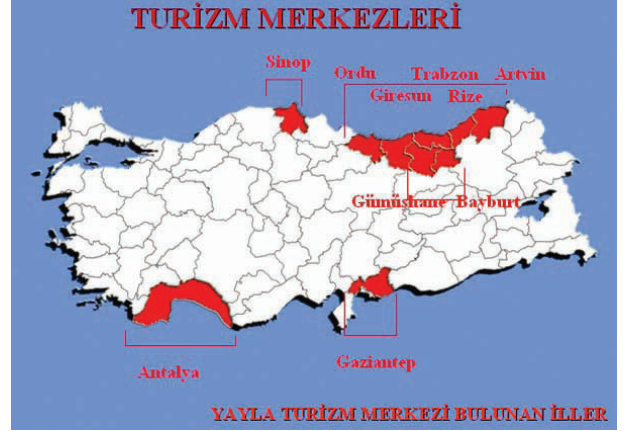 TURİZM MERKEZLERİ
Sinop
Ordu Trabzon Artvin
Giresun Rize
Gümüşhane Bayburt
Gaziantep
Antalya
YAYLA TURİZM MERKEZİ BULUNAN İLLER